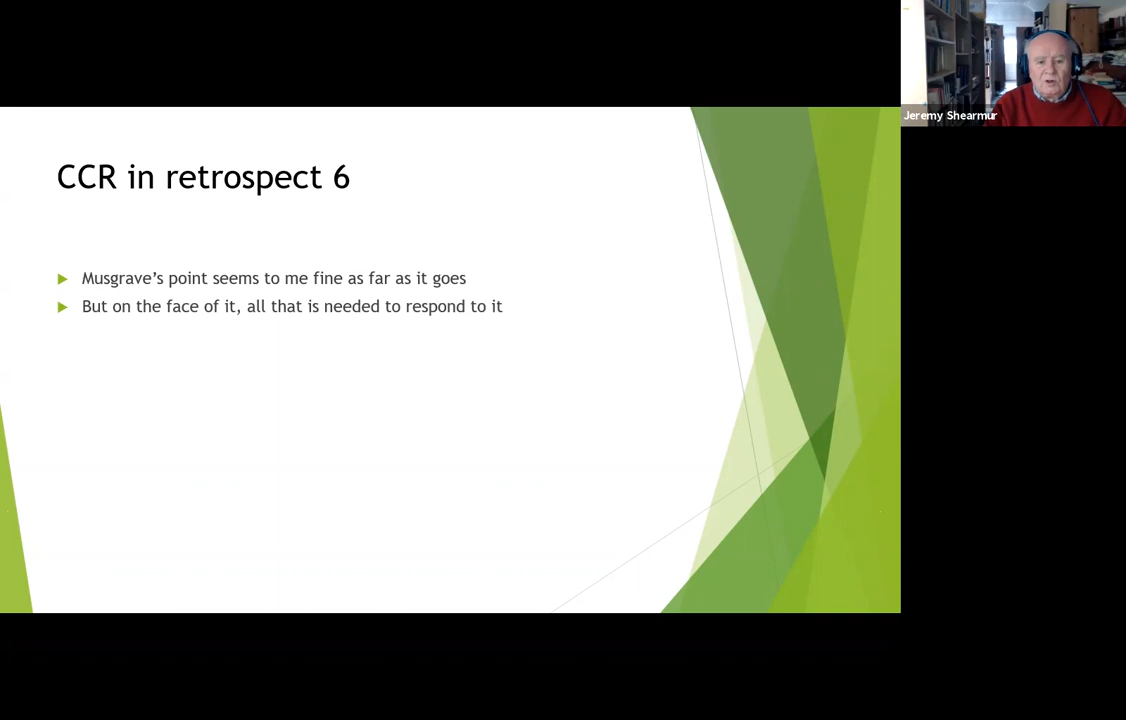 Jeremy Shearmur
CCR in retrospect 6
Musgrave’s point seems to me fine as far as it goes
But on the face of it, all that is needed to respond to it